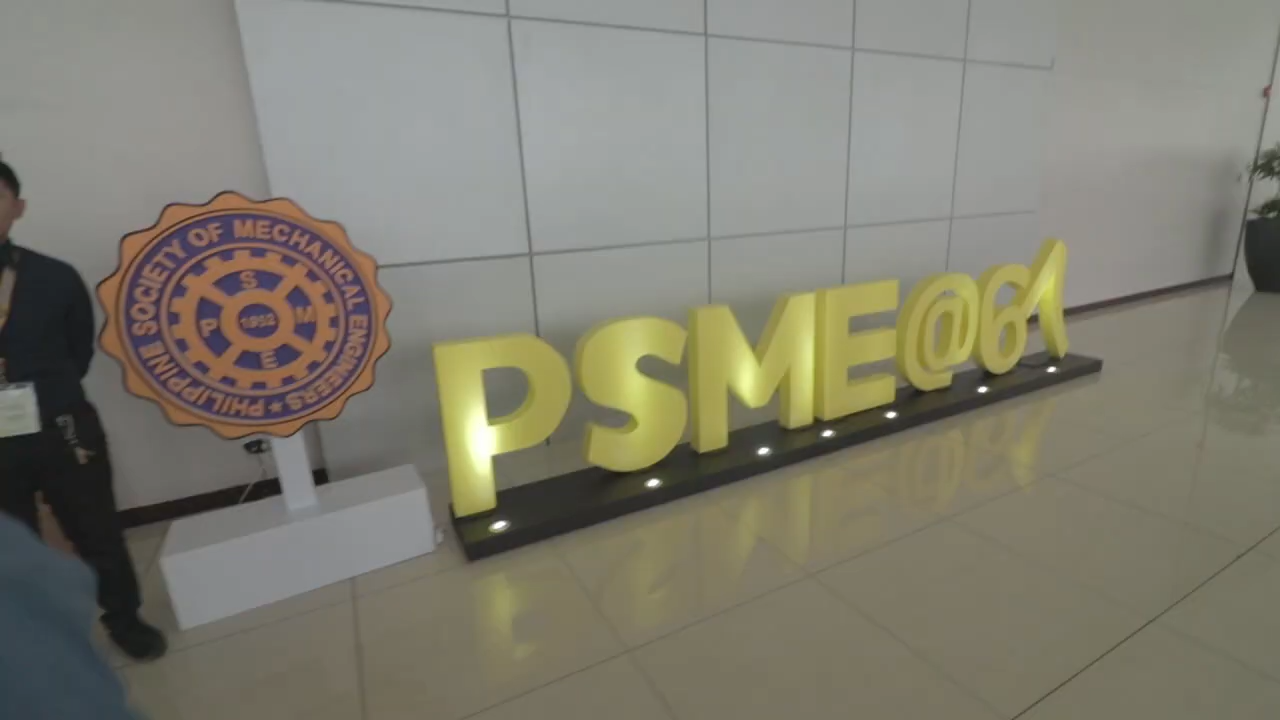 PHILIPPINE SOCIETY OF MECHANICAL ENGINEERS ★
S
P 1952 M
E
PSME@61